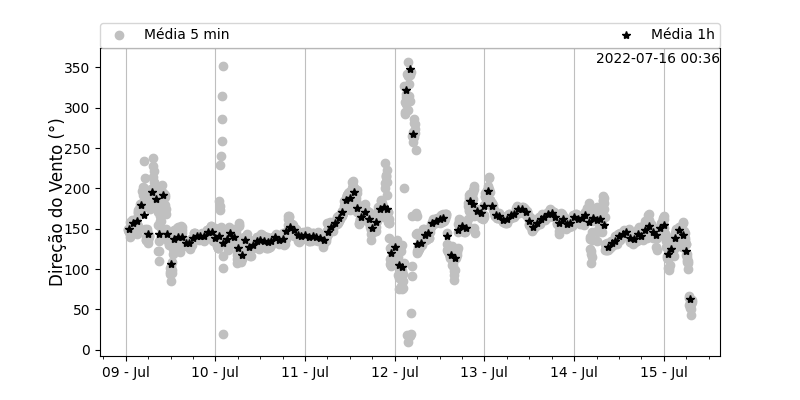 Média 5 min
Média 1h
2022-07-16 00:36
Direção do Vento (°)
350
300
250
200
150
100
50
0
09 - Jul
10 - Jul
11 - Jul
12 - Jul
13 - Jul
14 - Jul
15 - Jul